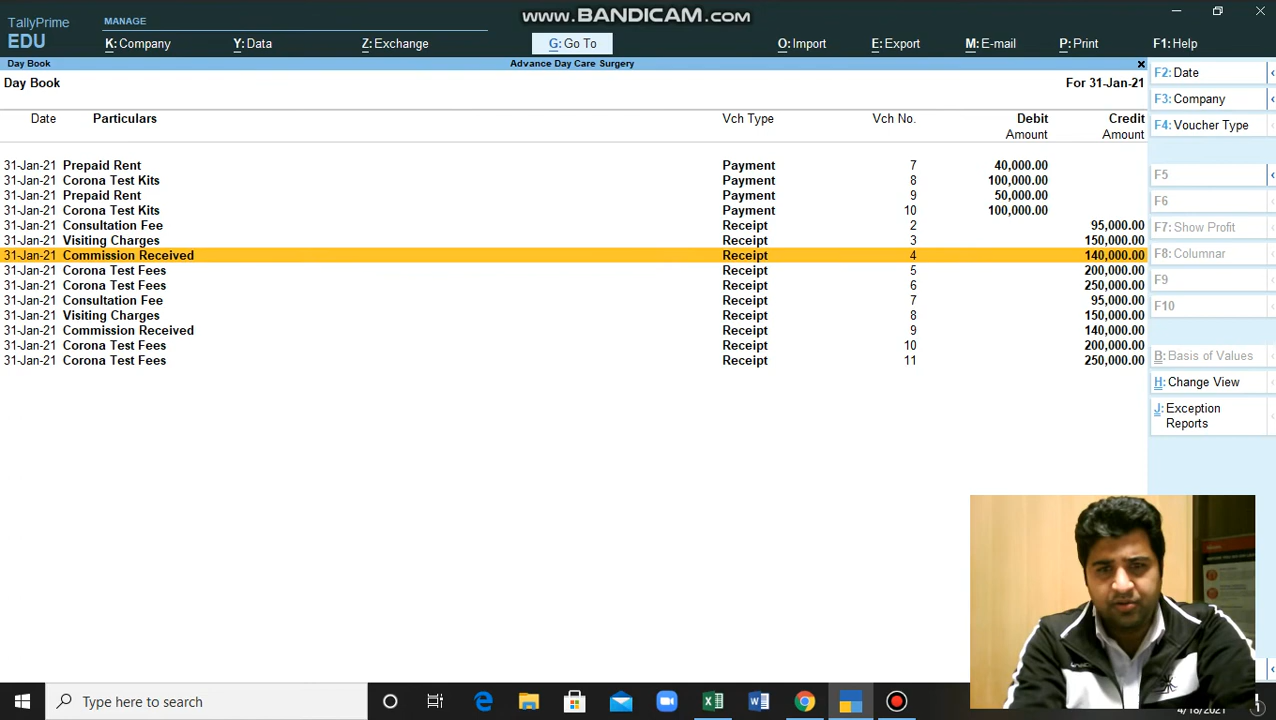 www.BANDICAM.com
TallyPrime
EDU
MANAGE
K: Company
Y: Data
Z: Exchange
G: Go To
O: Import
E: Export
M: E-mail
P: Print
F1: Help
Day Book
Advance Day Care Surgery
Day Book
For 31-Jan-21
Date Particulars Vch Type Vch No. Debit Credit
Amount Amount
31-Jan-21 Prepaid Rent Payment 7 40,000.00
31-Jan-21 Corona Test Kits Payment 8 100,000.00
31-Jan-21 Prepaid Rent Payment 9 50,000.00
31-Jan-21 Corona Test Kits Payment 10 100,000.00
31-Jan-21 Consultation Fee Receipt 2 95,000.00
31-Jan-21 Visiting Charges Receipt 3 150,000.00
31-Jan-21 Commission Received Receipt 4 140,000.00
31-Jan-21 Corona Test Fees Receipt 5 200,000.00
31-Jan-21 Corona Test Fees Receipt 6 250,000.00
31-Jan-21 Consultation Fee Receipt 7 95,000.00
31-Jan-21 Visiting Charges Receipt 8 150,000.00
31-Jan-21 Commission Received Receipt 9 140,000.00
31-Jan-21 Corona Test Fees Receipt 10 200,000.00
31-Jan-21 Corona Test Fees Receipt 11 250,000.00
F2: Date
F3: Company
F4: Voucher Type
F5
F6
F7: Show Profit
F8: Columnar
F9
F10
B: Basis of Values
H: Change View
J: Exception
Reports
Type here to search
4/18/2021